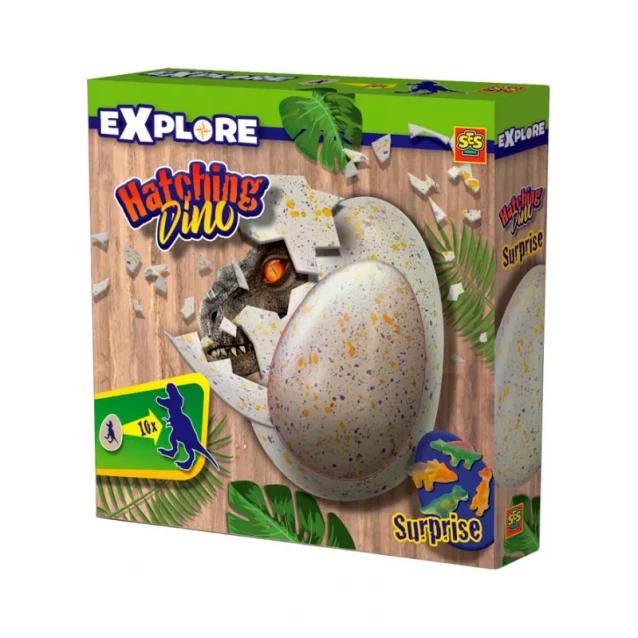 EXPLORE
SES
Hatching
Dino
10x
Surprise
EXPLORE
Hatching
Dino
Surprise
SES